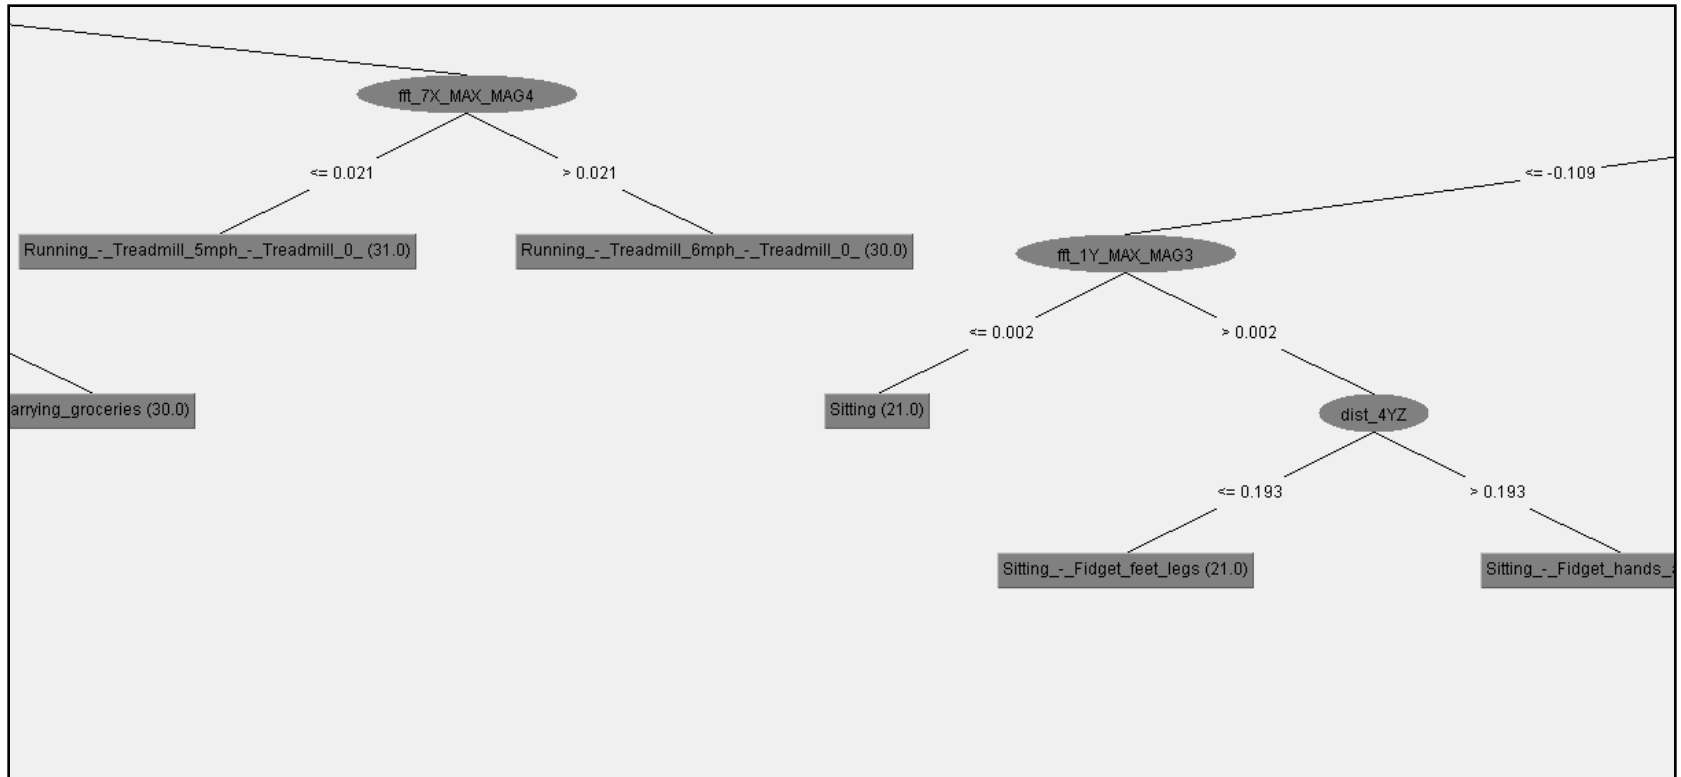 fft_7X_MAX_MAG4
<= 0.021
> 0.021
<= -0.109
Running_-_Treadmill_5mph_-_Treadmill_0_ (31.0)
Running_-_Treadmill_6mph_-_Treadmill_0_ (30.0)
fft_1Y_MAX_MAG3
<= 0.002
> 0.002
arrying_groceries (30.0)
Sitting (21.0)
dist_4YZ
<= 0.193
> 0.193
Sitting_-_Fidget_feet_legs (21.0)
Sitting_-_Fidget_hands_